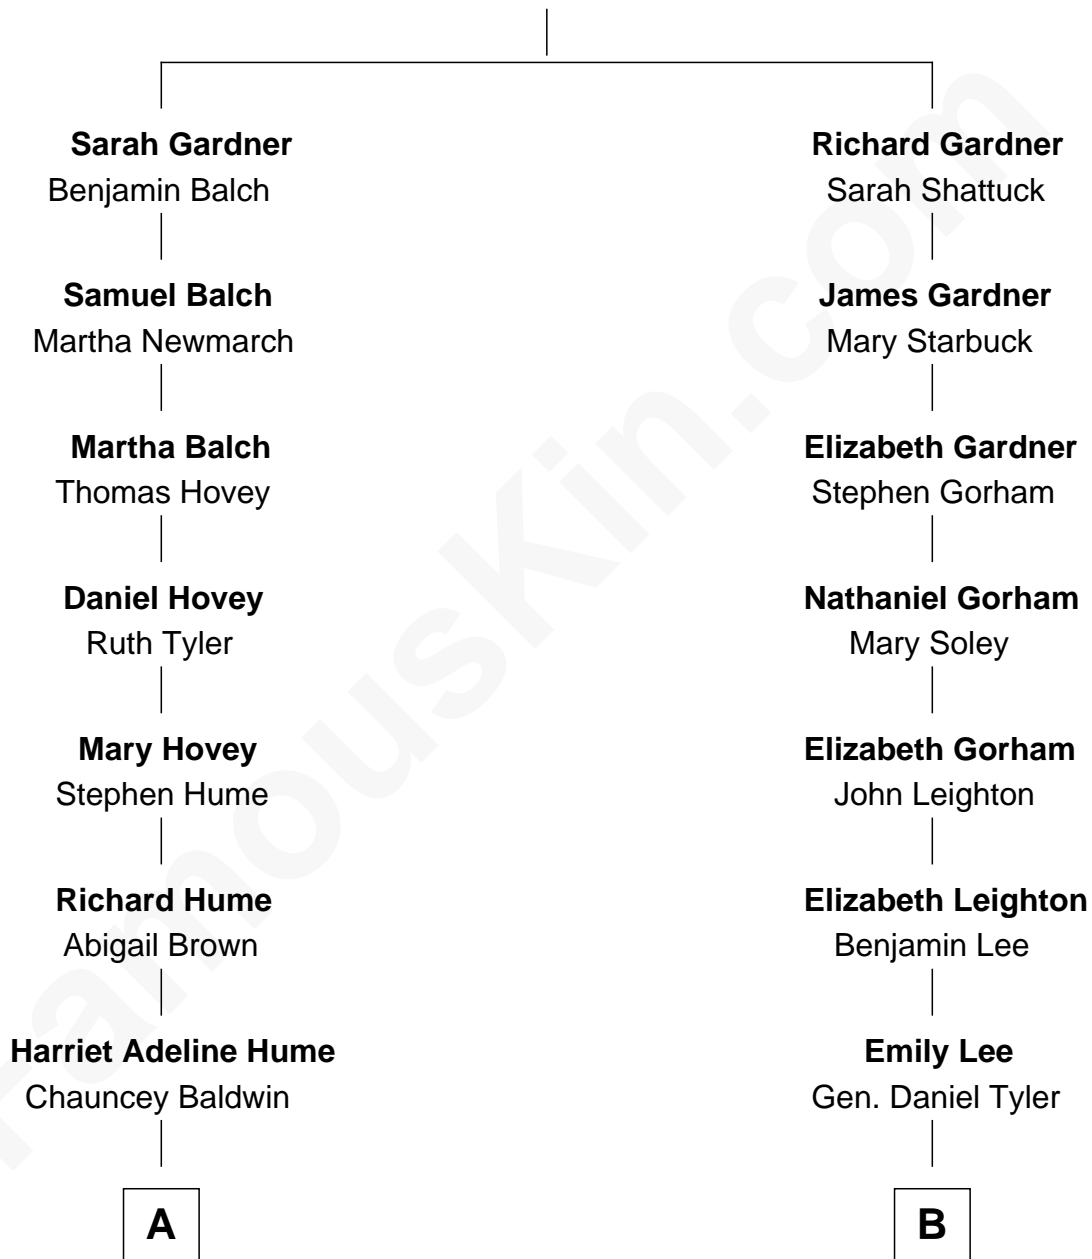 Sarah Gardner
Benjamin Balch
Samuel Balch
Martha Newmarch
Martha Balch
Thomas Hovey
Daniel Hovey
Ruth Tyler
Mary Hovey
Stephen Hume
Richard Hume
Abigail Brown
Harriet Adeline Hume
Chauncey Baldwin
A
Richard Gardner
Sarah Shattuck
James Gardner
Mary Starbuck
Elizabeth Gardner
Stephen Gorham
Nathaniel Gorham
Mary Soley
Elizabeth Gorham
John Leighton
Elizabeth Leighton
Benjamin Lee
Emily Lee
Gen. Daniel Tyler
B
FamousKin.com